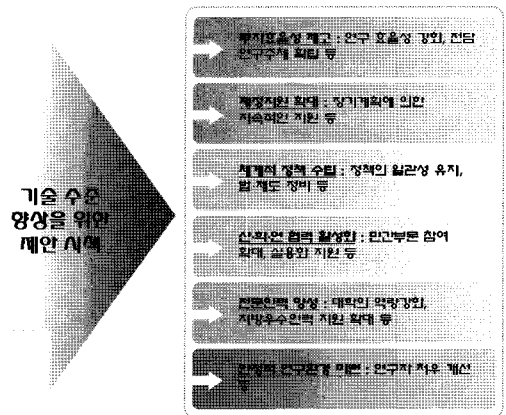 기술 수준
향상을 위한
제안 시책
투자효율성 제고 : 연구 효율성 강화, 전담
연구주체 확립 등
재정지원 확대 : 장기계획에 의한
지속적인 지원 등
체계적 정책 수립 : 정책의 일관성 유지,
법·제도 정비 등
산·학·연 협력 활성화 : 민간부문 참여
확대, 실용화 지원 등
전문인력 양성 : 대학의 역량강화,
지방우수인력 지원 확대 등
안정적 연구환경 마련 : 연구자 처우 개선
등